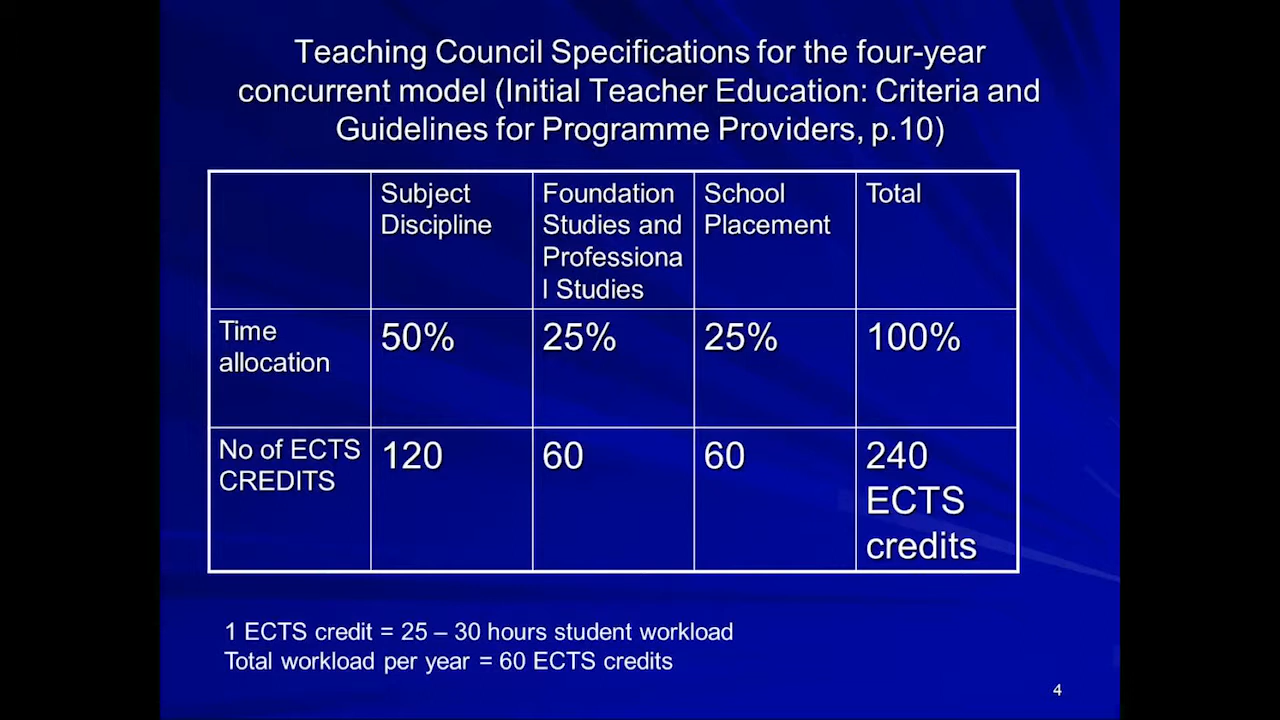 Teaching Council Specifications for the four-year
concurrent model (Initial Teacher Education: Criteria and
Guidelines for Programme Providers, p.10)
Subject
Discipline
Foundation
Studies and
Professiona
l Studies
School
Placement
Total
Time
allocation
50%
25%
25%
100%
No of ECTS
CREDITS
120
60
60
240
ECTS
credits
1 ECTS credit = 25 – 30 hours student workload
Total workload per year = 60 ECTS credits
4